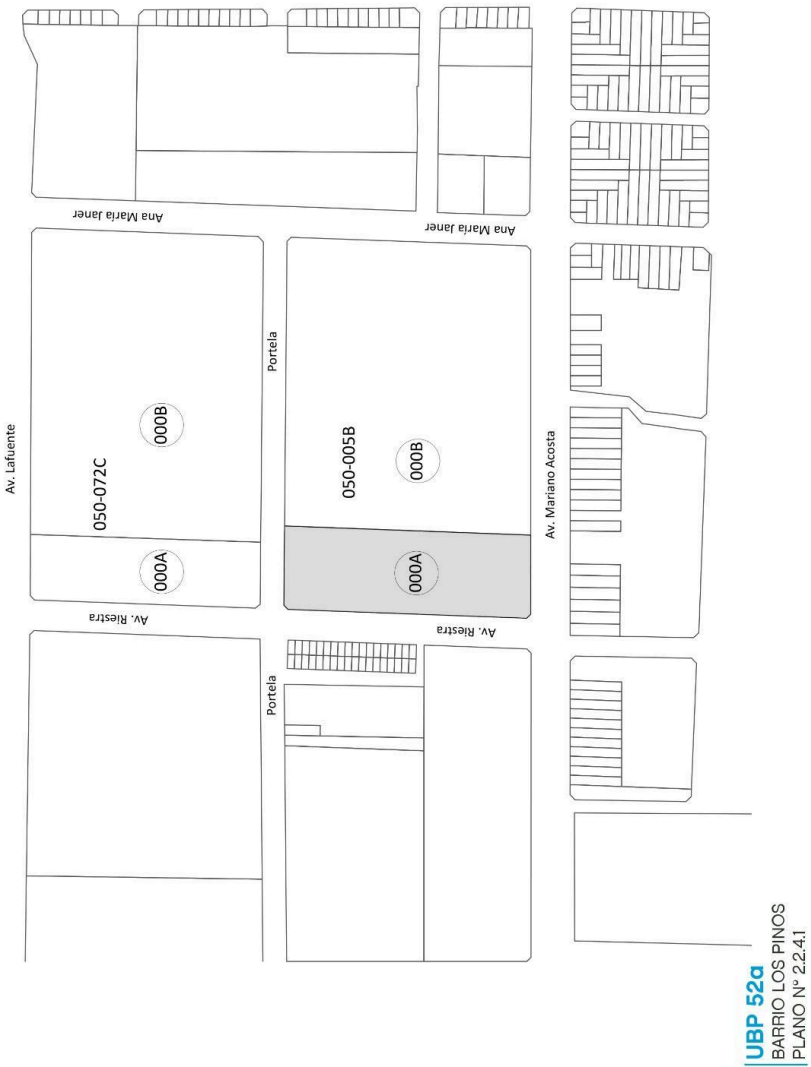 Ana María Janer
Ana María Janer
Portela
Av. Lafuente
000B
050-072C
050-005B
000B
Av. Mariano Acosta
000A
000A
Av. Riestra
Av. Riestra
Portela
UBP 52a
BARRIO LOS PINOS
PLANO Nº 2.2.4.1